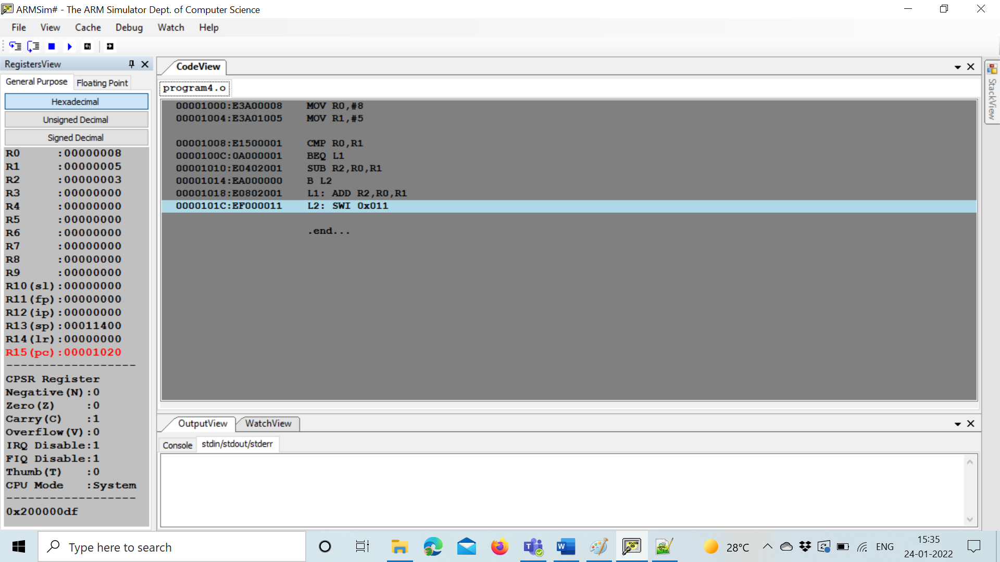 ARMSim# - The ARM Simulator Dept. of Computer Science
File View Cache Debug Watch Help
RegistersView
General Purpose Floating Point
Hexadecimal
Unsigned Decimal
Signed Decimal
R0 :00000008
R1 :00000005
R2 :00000003
R3 :00000000
R4 :00000000
R5 :00000000
R6 :00000000
R7 :00000000
R8 :00000000
R9 :00000000
R10(sl):00000000
R11(fp):00000000
R12(ip):00000000
R13(sp):00011400
R14(lr):00000000
R15(pc):00001020
--------------------
CPSR Register
Negative(N):0
Zero(Z) :0
Carry(C) :1
Overflow(V):0
IRQ Disable:1
FIQ Disable:1
Thumb(T) :0
CPU Mode :System
--------------------
0x200000df
CodeView
program4.o
00001000:E3A00008 MOV R0,#8
00001004:E3A01005 MOV R1,#5
00001008:E1500001 CMP R0,R1
0000100C:0A000001 BEQ L1
00001010:E0402001 SUB R2,R0,R1
00001014:EA000000 B L2
00001018:E0802001 L1: ADD R2,R0,R1
0000101C:EF000011 L2: SWI 0x011
.end...
StackView
OutputView WatchView
Console stdin/stdout/stderr
Type here to search
28°C
ENG
15:35
24-01-2022